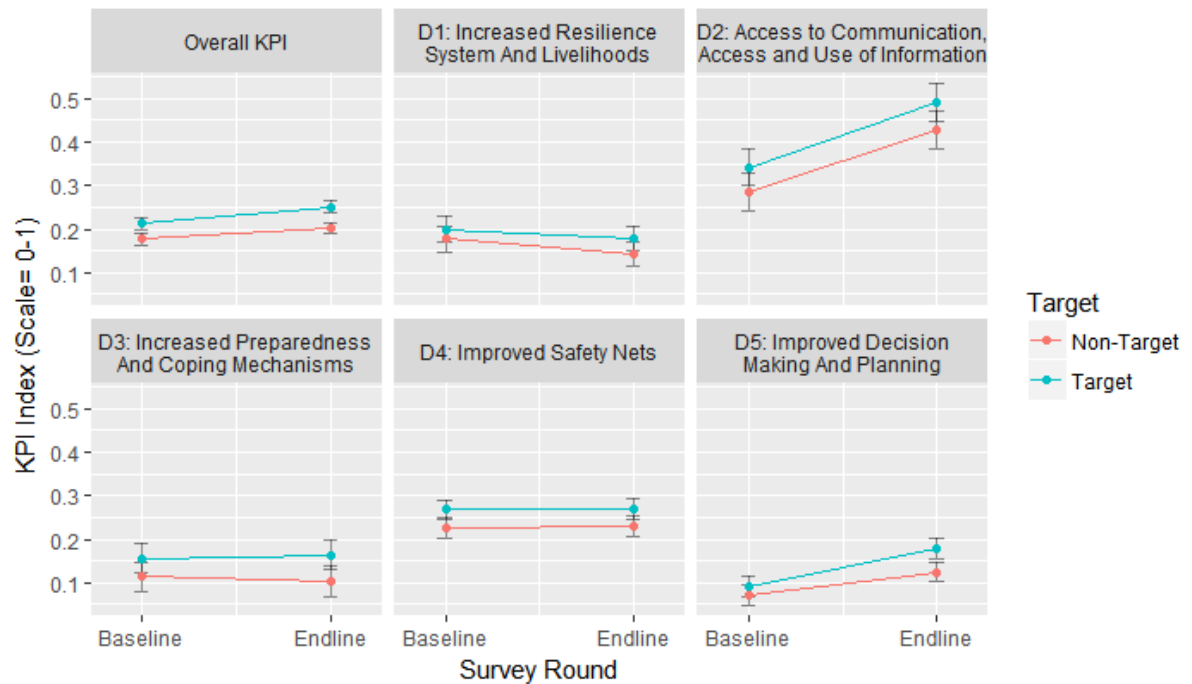 Overall KPI
D1: Increased Resilience
System And Livelihoods
D2: Access to Communication,
Access and Use of Information
0.5
0.4
0.3
0.2
0.1
KPI Index (Scale= 0-1)
D3: Increased Preparedness
And Coping Mechanisms
D4: Improved Safety Nets
D5: Improved Decision
Making And Planning
0.5
0.4
0.3
0.2
0.1
Baseline
Endline
Baseline
Endline
Baseline
Endline
Survey Round
Target
Non-Target
Target